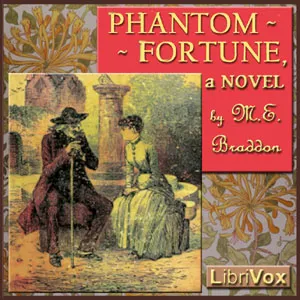 PHANTOM ~
~ FORTUNE,
a NOVEL
by M.E.
Braddon
LibriVox